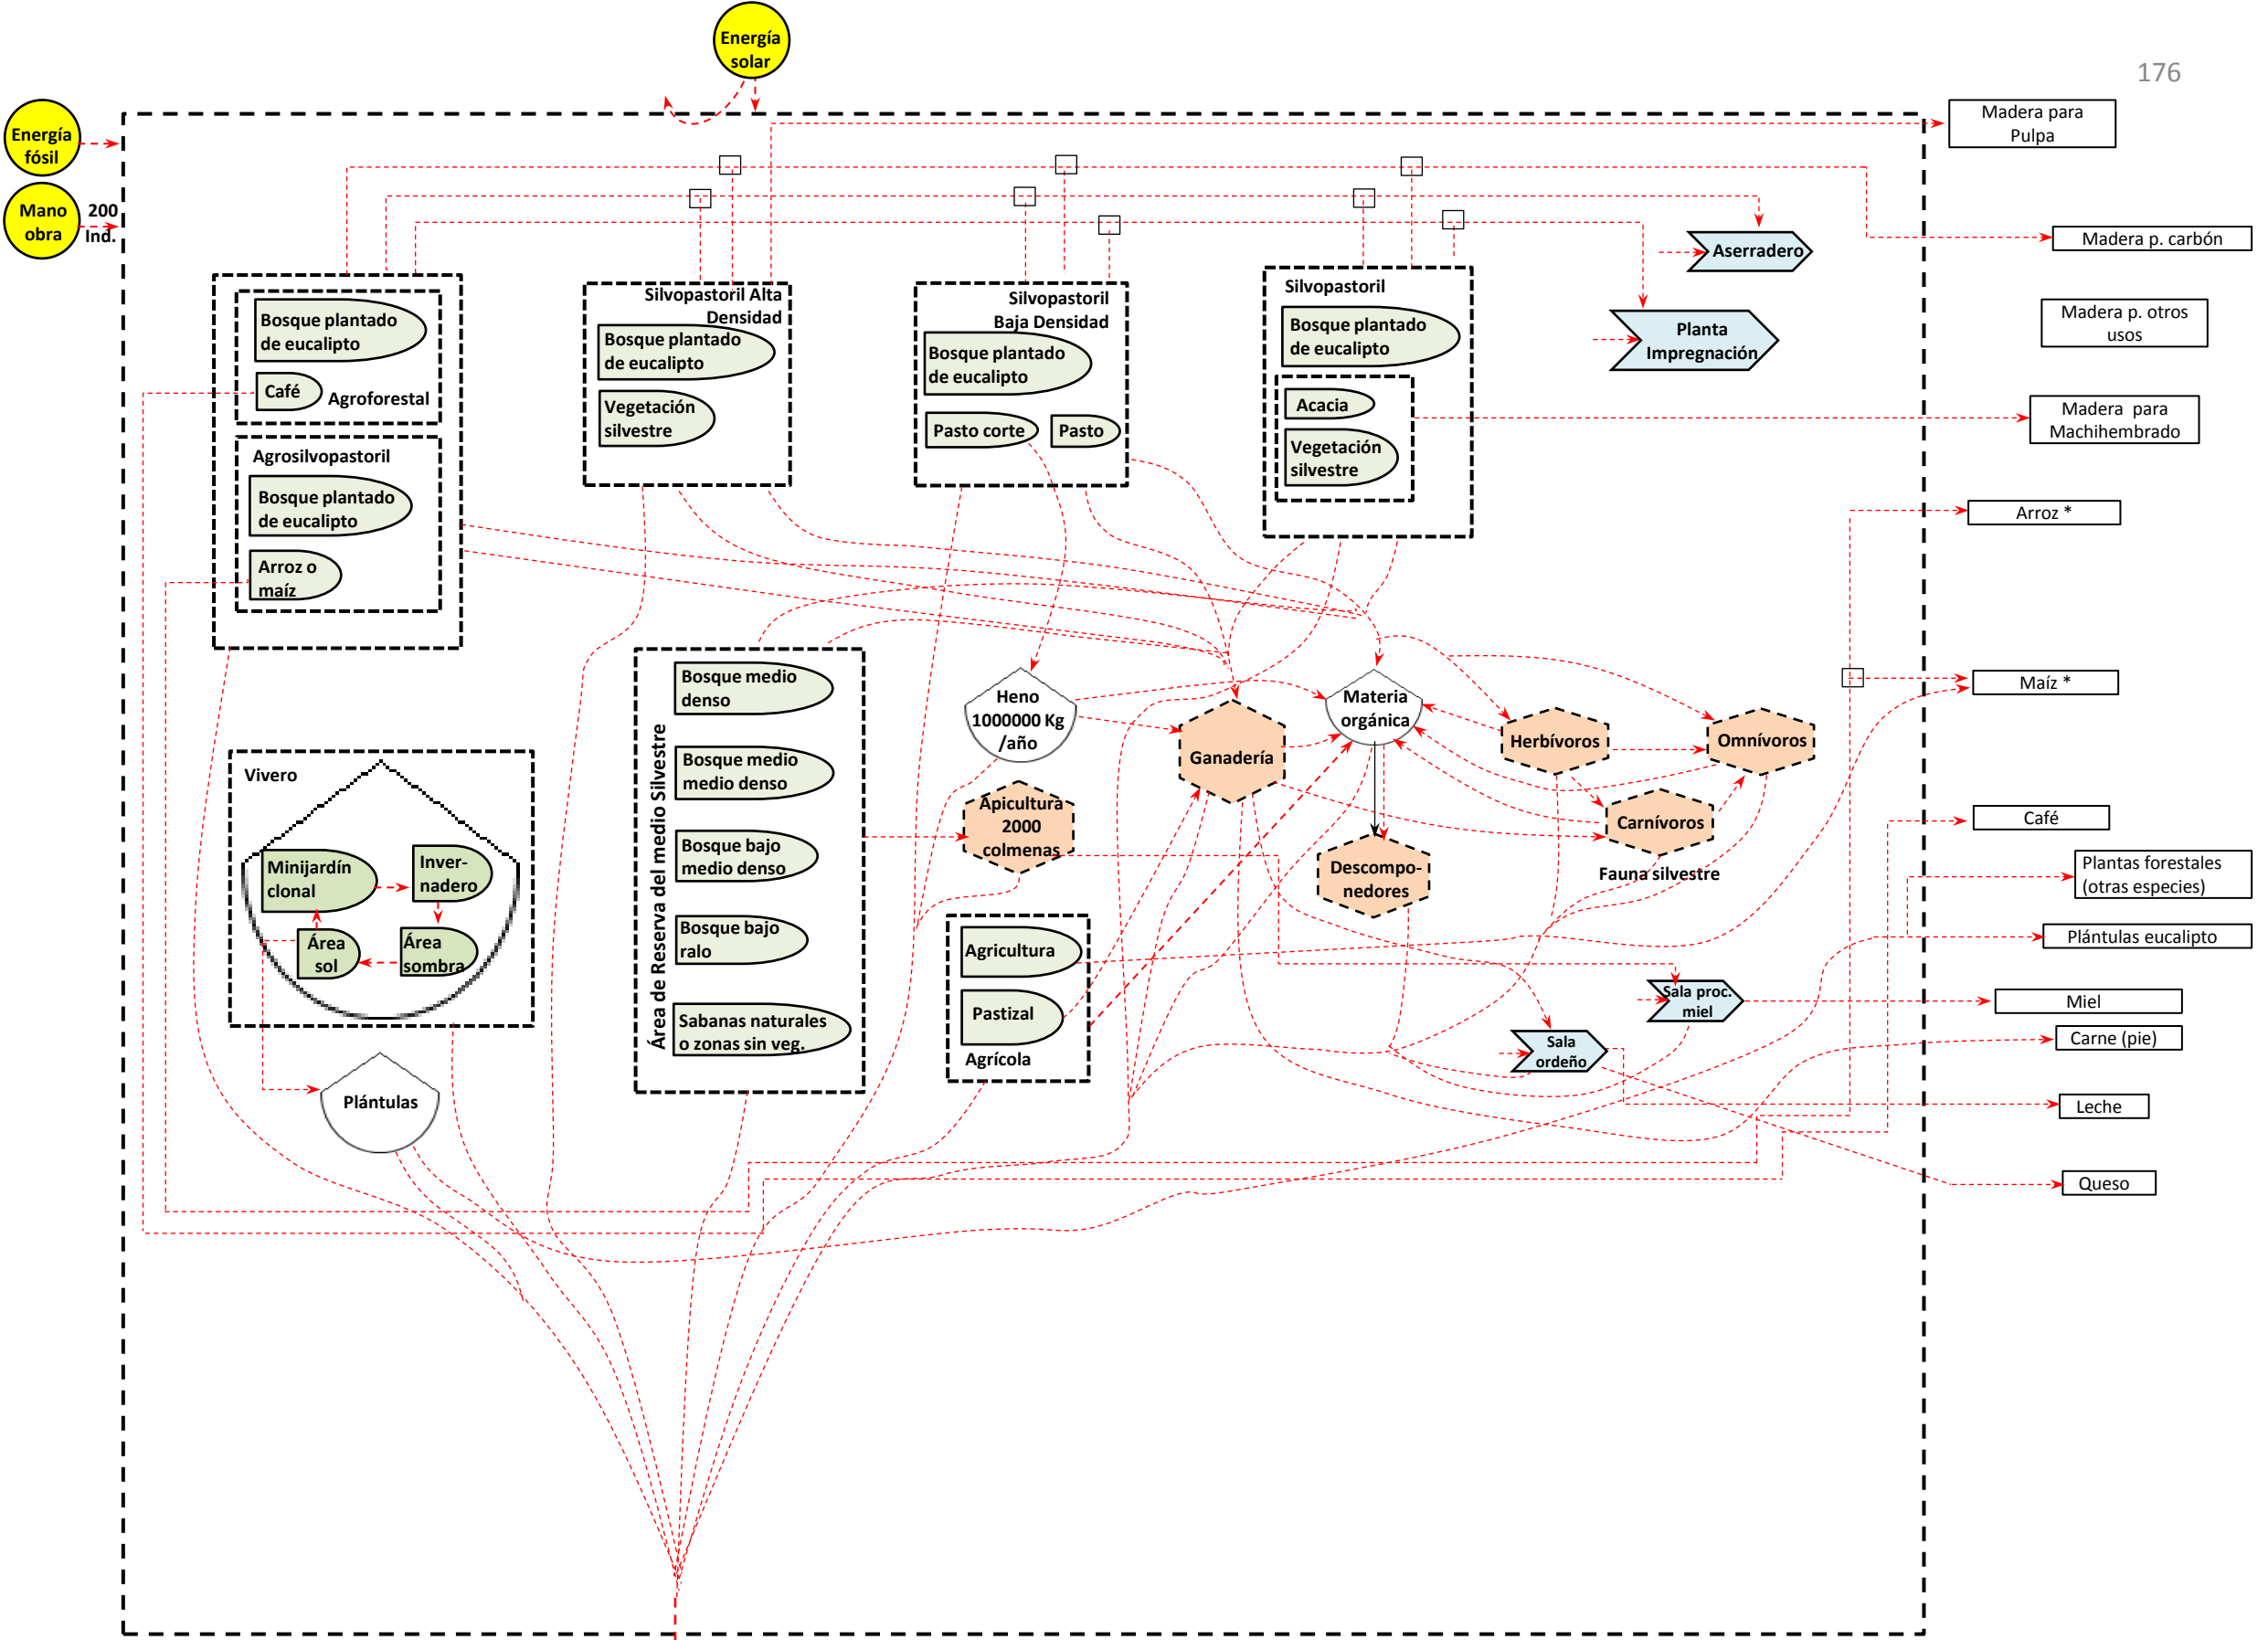 Energía
solar
176
Energía
fósil
Mano
obra
200
Ind.
Madera para
Pulpa
Madera p. carbón
Madera p. otros
usos
Madera  para
Machihembrado
Arroz *
Maíz *
Café
Plantas forestales
(otras especies)
Plántulas eucalipto
Miel
Carne (pie)
Leche
Queso
Aserradero
Planta
Impregnación
Bosque plantado
de eucalipto
Café
Agroforestal
Agrosilvopastoril
Bosque plantado
de eucalipto
Arroz o
maíz
Silvopastoril Alta
Densidad
Bosque plantado
de eucalipto
Vegetación
silvestre
Silvopastoril
Baja Densidad
Bosque plantado
de eucalipto
Pasto corte
Pasto
Silvopastoril
Bosque plantado
de eucalipto
Acacia
Vegetación
silvestre
Vivero
Minijardín
clonal
Inver-
nadero
Área
sol
Área
sombra
Plántulas
Área de Reserva del medio Silvestre
Bosque medio
denso
Bosque medio
medio denso
Bosque bajo
medio denso
Bosque bajo
ralo
Sabanas naturales
o zonas sin veg.
Heno
1000000 Kg
/año
Apicultura
2000
colmenas
Agricultura
Pastizal
Agrícola
Ganadería
Materia
orgánica
Descompo-
nedores
Herbívoros
Omnívoros
Carnívoros
Fauna silvestre
Sala proc.
miel
Sala
ordeño